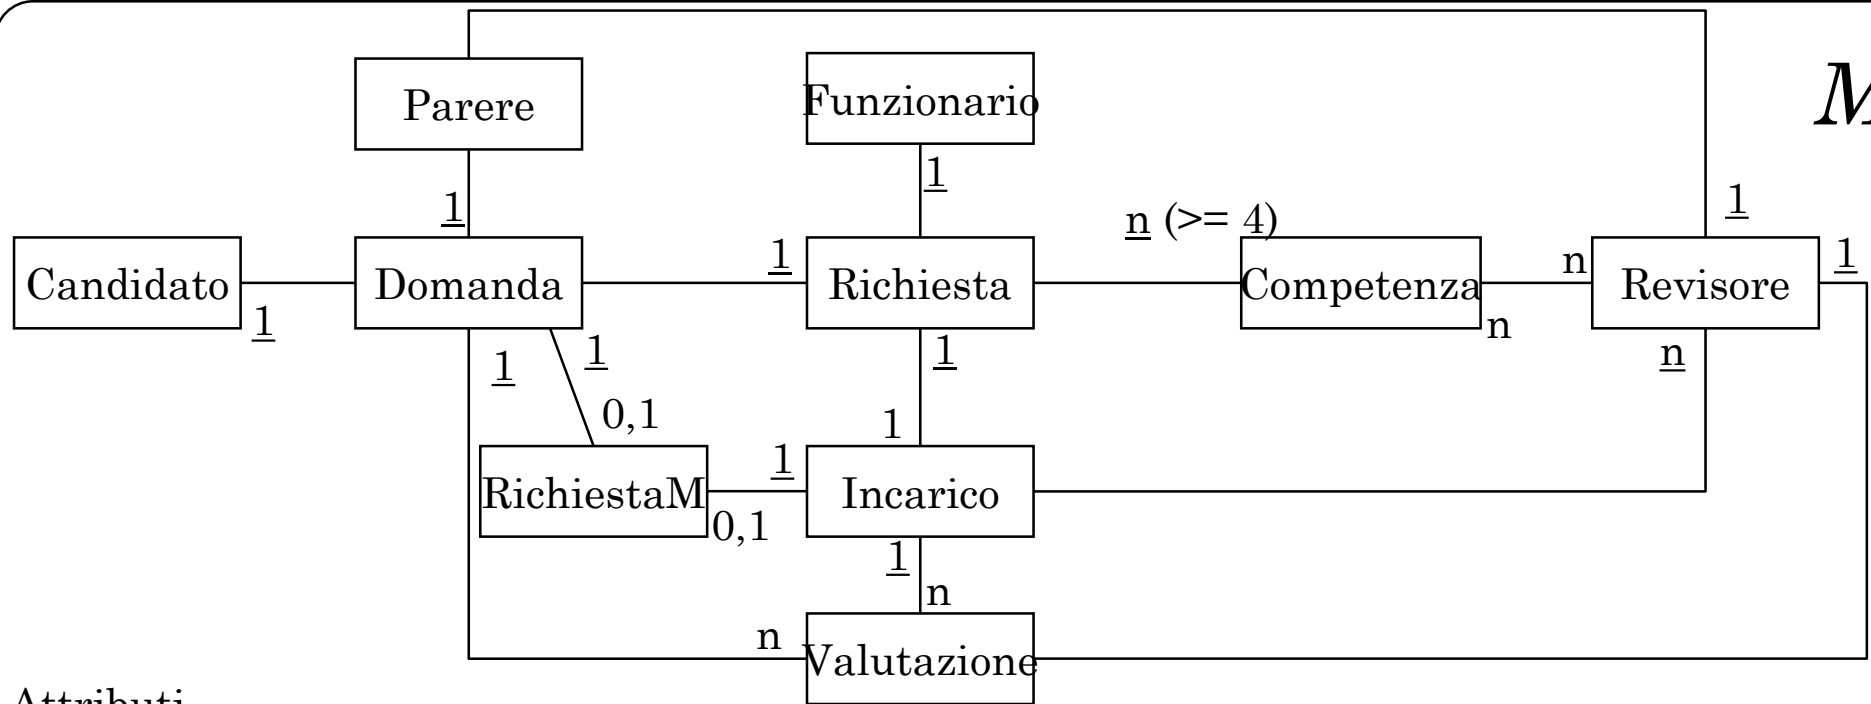 Parere
Funzionario
M
1
1
1
n (>= 4)
Candidato
Domanda
1
Richiesta
Competenza
n
Revisore
1
1
n
1
1
1
n
0,1
1
RichiestaM
1
Incarico
0,1
1
n
n
Valutazione
Attributi